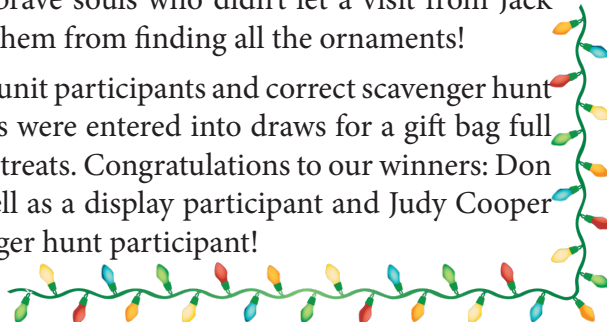 brave souls who didn't let a visit from Jack
them from finding all the ornaments!
unit participants and correct scavenger hunt
s were entered into draws for a gift bag full
treats. Congratulations to our winners: Don
ell as a display participant and Judy Cooper
ger hunt participant!